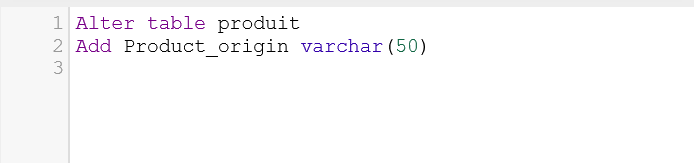 1 Alter table produit
2 Add Product_origin varchar(50)
3